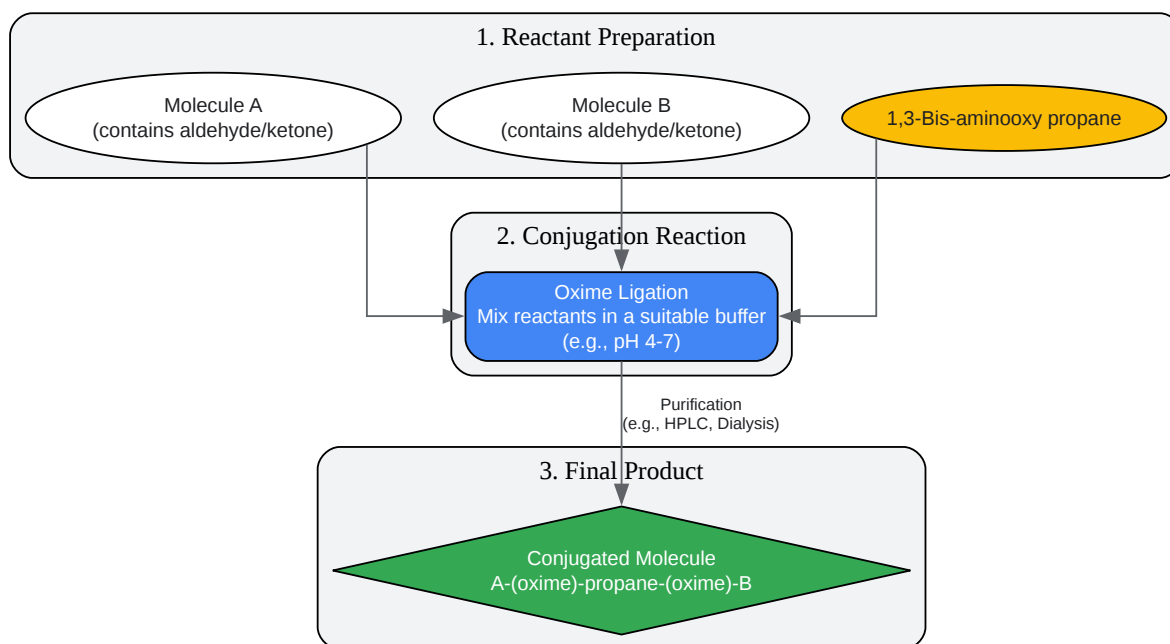 1. Reactant Preparation
Molecule A
(contains aldehyde/ketone)
Molecule B
(contains aldehyde/ketone)
1,3-Bis-aminooxy propane
2. Conjugation Reaction
Oxime Ligation
Mix reactants in a suitable buffer
(e.g., pH 4-7)
Purification
(e.g., HPLC, Dialysis)
3. Final Product
Conjugated Molecule
A-(oxime)-propane-(oxime)-B